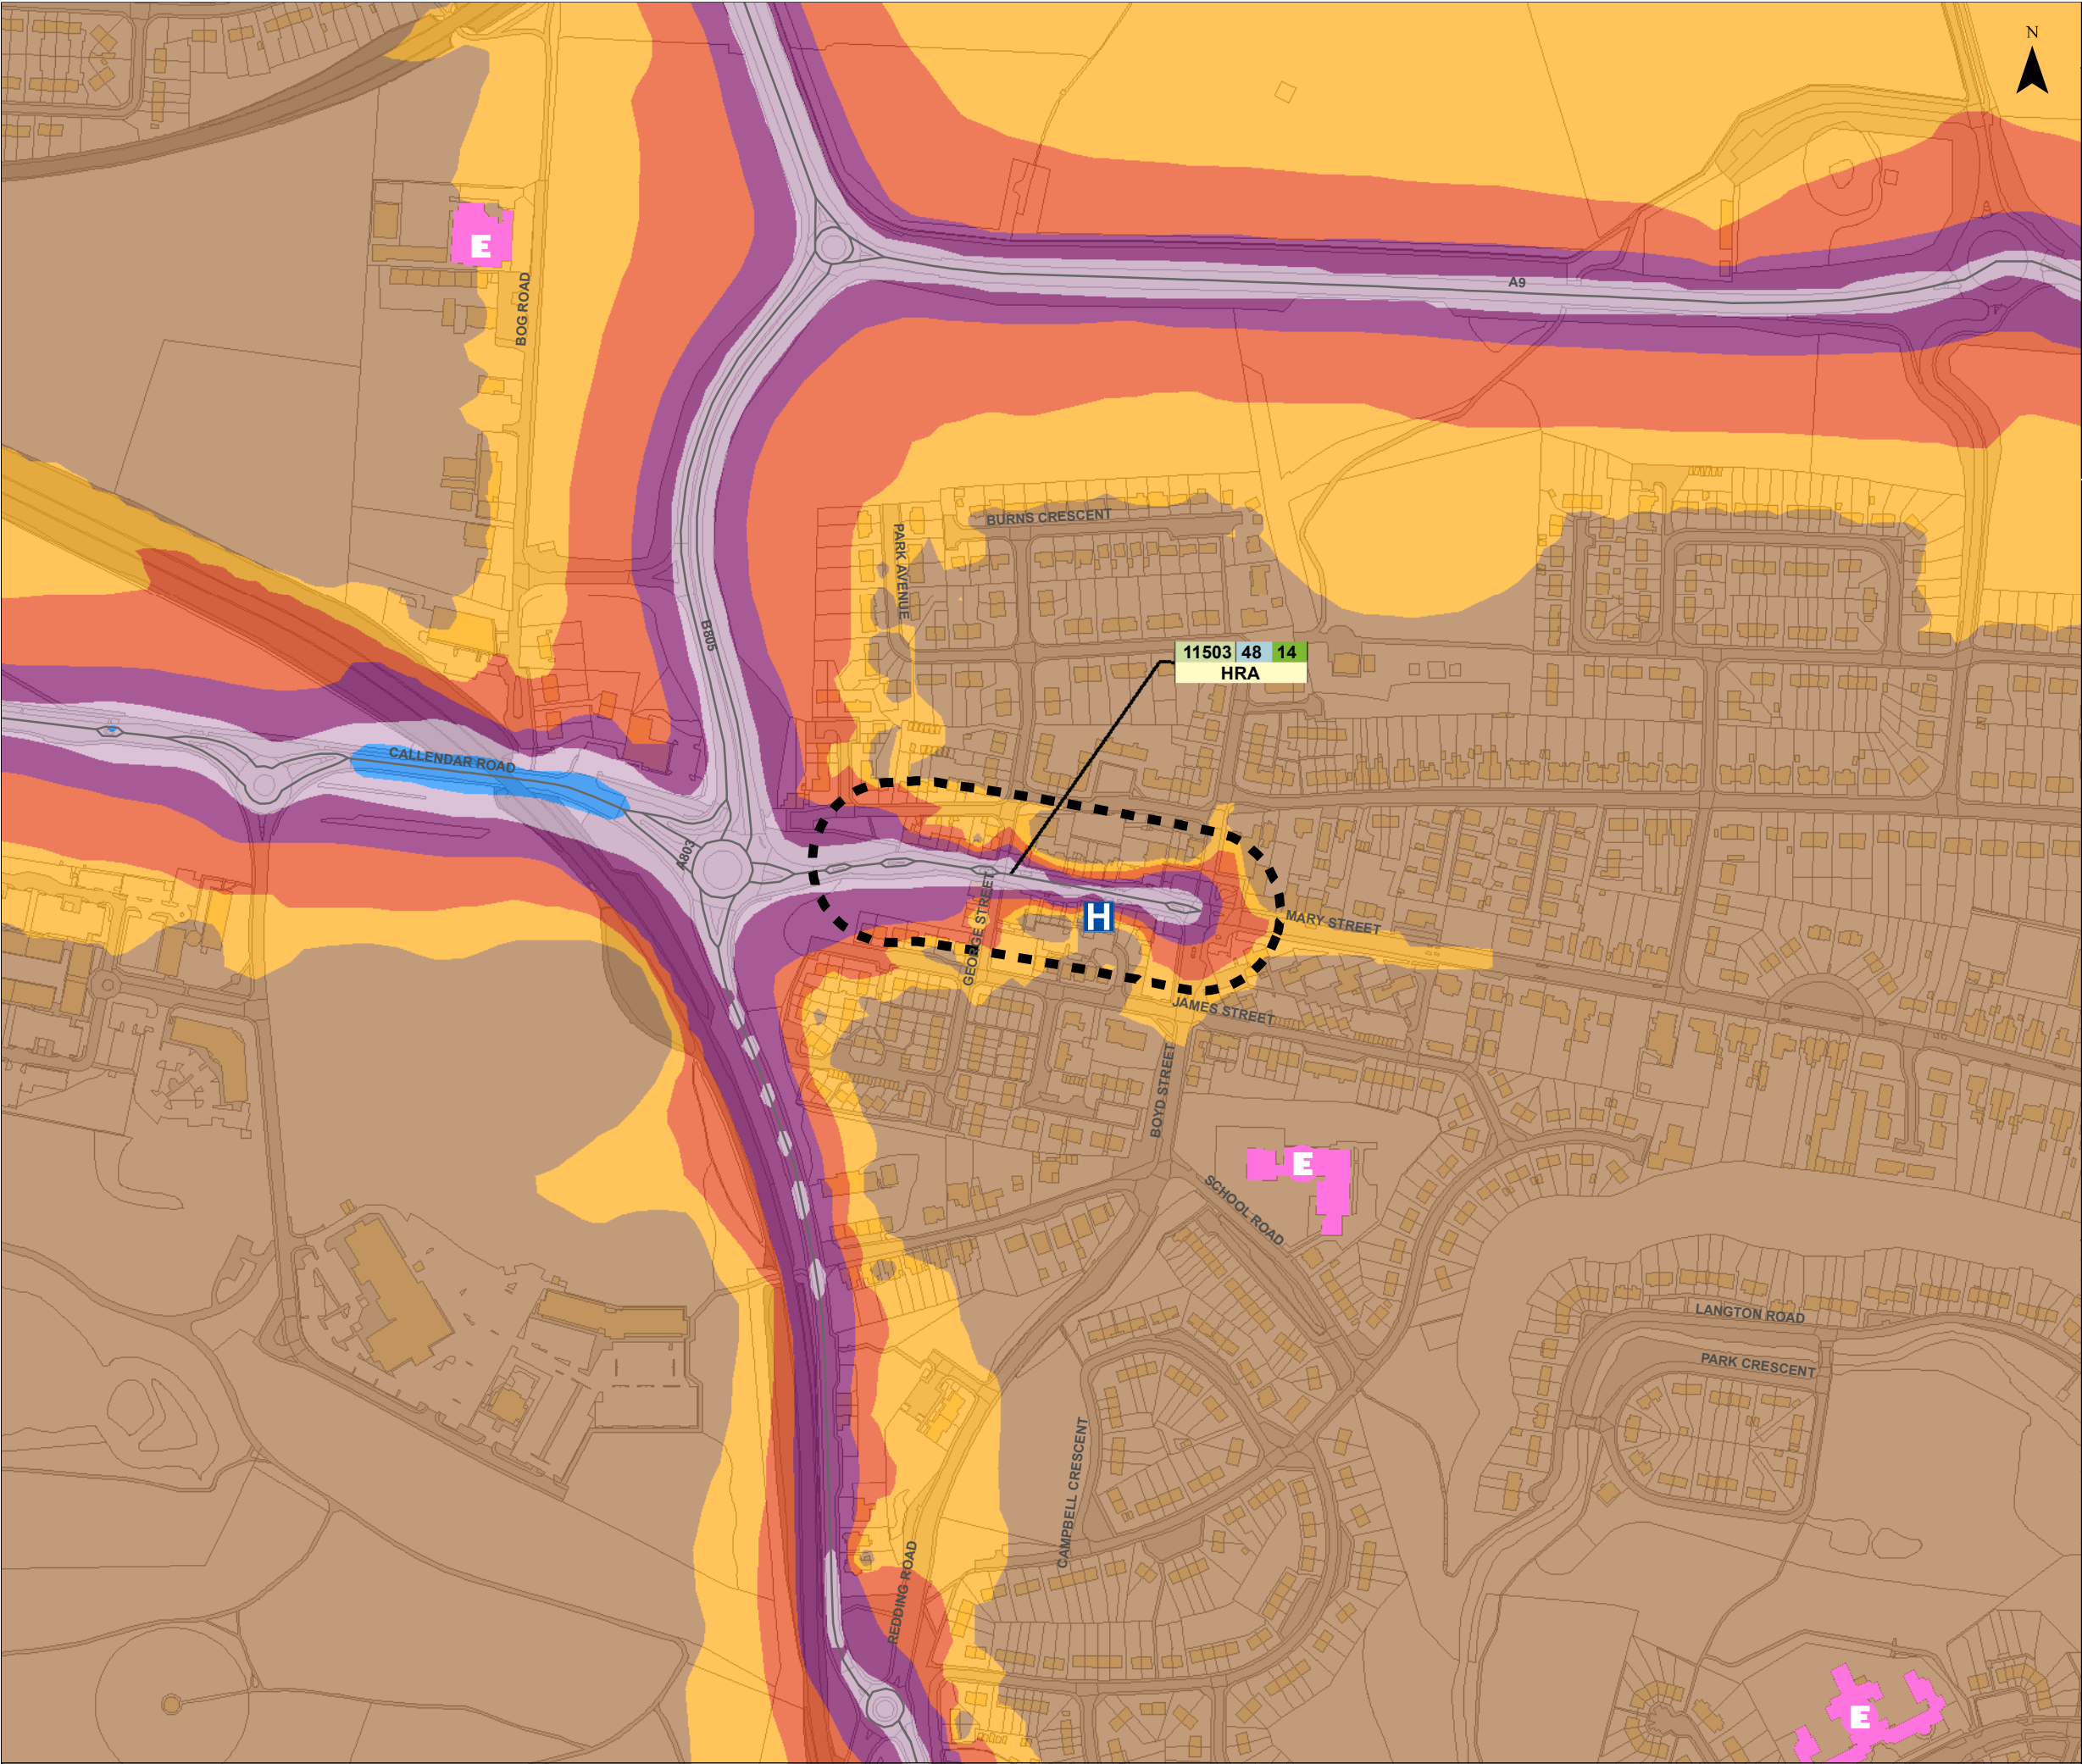 N
E
BOG ROAD
A9
BURNS CRESCENT
PARK AVENUE
B805
11503 48 14
HRA
CALLENDAR ROAD
A803
GEORGE STREET
H
MARY STREET
JAMES STREET
BOYD STREET
E
SCHOOL ROAD
LANGTON ROAD
PARK CRESCENT
CAMPBELL CRESCENT
REDDING ROAD
E